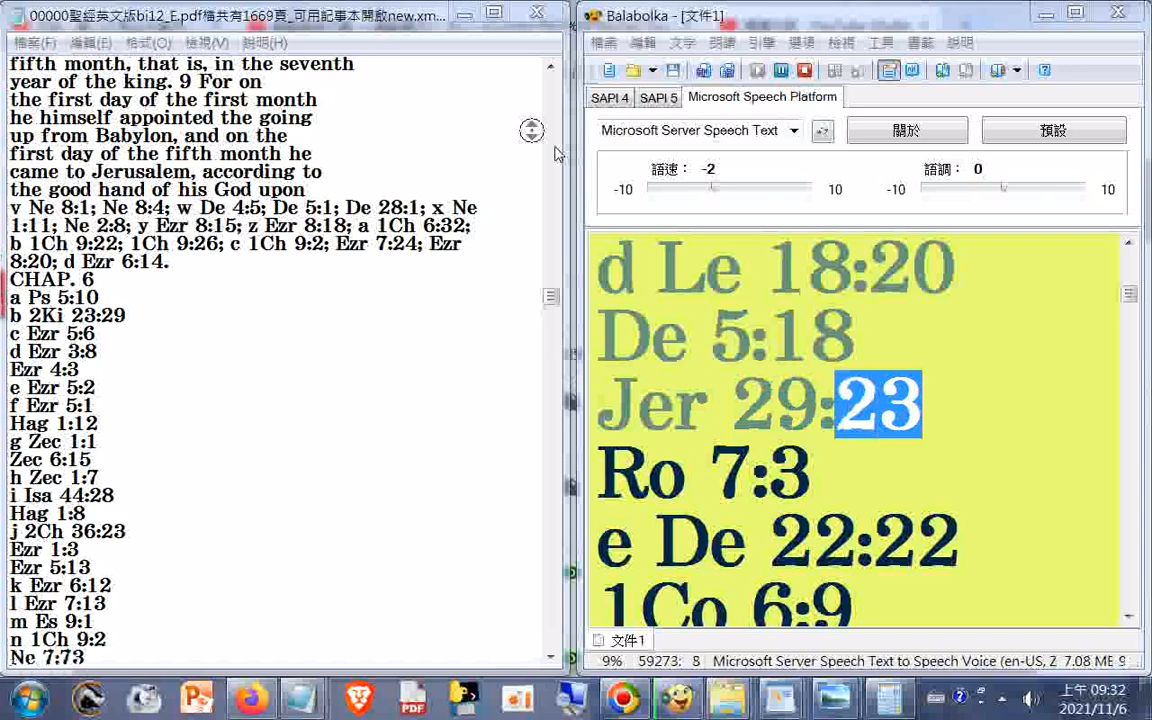 00000聖經英文版bi12_E.pdf檔共有1669頁_可用記事本開啟new.xm...
檔案(F) 編輯(E) 格式(O) 檢視(V) 說明(H)
fifth month, that is, in the seventh
year of the king. 9 For on
the first day of the first month
he himself appointed the going
up from Babylon, and on the
first day of the fifth month he
came to Jerusalem, according to
the good hand of his God upon
v Ne 8:1; Ne 8:4; w De 4:5; De 5:1; De 28:1; x Ne
1:11; Ne 2:8; y Ezr 8:15; z Ezr 8:18; a 1Ch 6:32;
b 1Ch 9:22; 1Ch 9:26; c 1Ch 9:2; Ezr 7:24; Ezr
8:20; d Ezr 6:14.
CHAP. 6
a Ps 5:10
b 2Ki 23:29
c Ezr 5:6
d Ezr 3:8
Ezr 4:3
e Ezr 5:2
f Ezr 5:1
Hag 1:12
g Zec 1:1
Zec 6:15
h Zec 1:7
i Isa 44:28
Hag 1:8
j 2Ch 36:23
Ezr 1:3
Ezr 5:13
k Ezr 6:12
l Ezr 7:13
m Es 9:1
n 1Ch 9:2
Ne 7:73
Balabolka - [文件1]
檔案 編輯 文字 朗讀 引擎 選項 檢視 工具 書籤 說明
SAPI 4 SAPI 5 Microsoft Speech Platform
Microsoft Server Speech Text 關於 預設
語速： -2 語調： 0
-10 10 -10 10
d Le 18:20
De 5:18
Jer 29:23
Ro 7:3
e De 22:22
1Co 6:9
文件1
9% 59273: 8 Microsoft Server Speech Text to Speech Voice (en-US, Z 7.08 MB 9
上午 09:32
2021/11/6